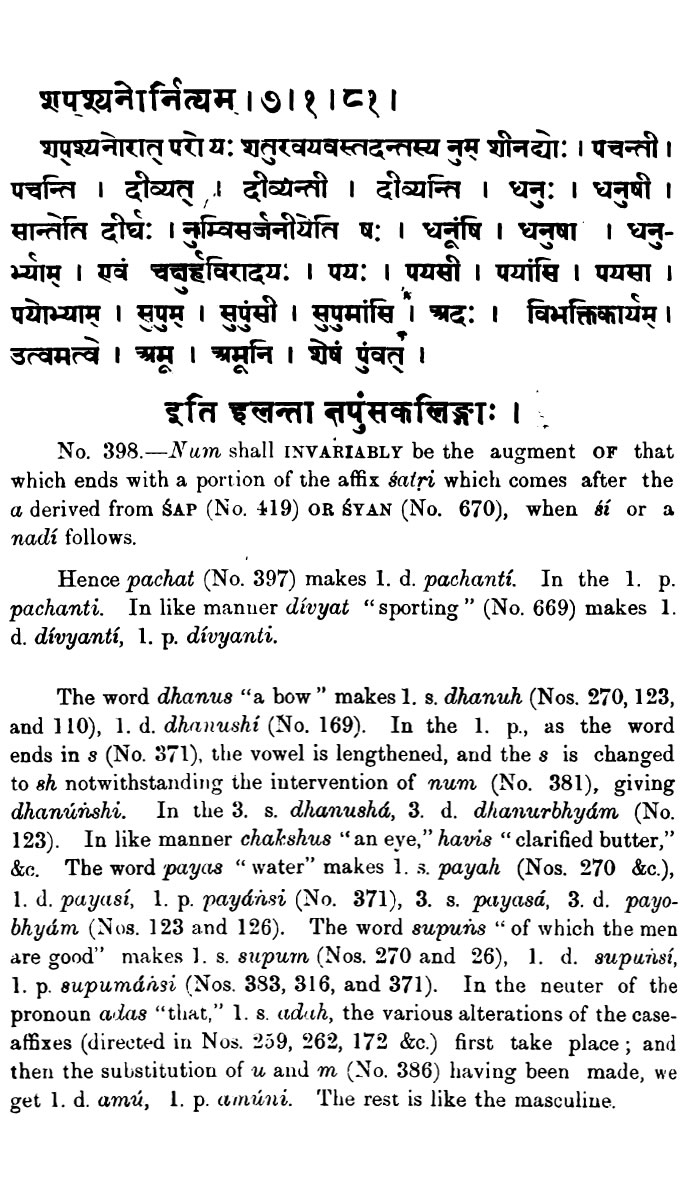 शप्श्यनोर्नित्यम् । ७ । १ । ८१ ।
शप्श्यनोरात् परो यः शतुरवयवस्तदन्तस्य नुम् शीनद्योः । पचन्ती ।
पचन्ति । दीव्यत् । दीव्यन्ती । दीव्यन्ति । धनुः । धनुषी ।
सान्तेति दीर्घः । नुम्विसर्जनीयेति षः । धनूंषि । धनुषा । धनु-
र्भ्याम् । एवं चक्षुर्हविरादयः । पयः । पयसी । पयांसि । पयसा ।
पयोभ्याम् । सुपुम् । सुपुंसी । सुपुमांसि । अदः । विभक्तिकार्यम् ।
उत्वमत्वे । अमू । अमूनि । शेषं पुंवत् ।
इति हलन्ता नपुंसकलिङ्गाः ।
No. 398.—Num shall INVARIABLY be the augment OF that
which ends with a portion of the affix śatṛi which comes after the
a derived from ŚAP (No. 419) OR ŚYAN (No. 670), when śí or a
nadí follows.
Hence pachat (No. 397) makes 1. d. pachantí. In the 1. p.
pachanti. In like manner dívyat “sporting” (No. 669) makes 1.
d. dívyantí, 1. p. dívyanti.
The word dhanus “a bow” makes 1. s. dhanuh (Nos. 270, 123,
and 110), 1. d. dhanushí (No. 169). In the 1. p., as the word
ends in s (No. 371), the vowel is lengthened, and the s is changed
to sh notwithstanding the intervention of num (No. 381), giving
dhanúṅshi. In the 3. s. dhanushá, 3. d. dhanurbhyám (No.
123). In like manner chakshus “an eye,” havis “clarified butter,”
&c. The word payas “water” makes 1. s. payah (Nos. 270 &c.),
1. d. payasí, 1. p. payáṅsi (No. 371), 3. s. payasá, 3. d. payo-
bhyám (Nos. 123 and 126). The word supuṅs “of which the men
are good” makes 1. s. supum (Nos. 270 and 26), 1. d. supuṅsí,
1. p. supumáṅsi (Nos. 383, 316, and 371). In the neuter of the
pronoun adas “that,” 1. s. adah, the various alterations of the case-
affixes (directed in Nos. 259, 262, 172 &c.) first take place; and
then the substitution of u and m (No. 386) having been made, we
get 1. d. amú, 1. p. amúni. The rest is like the masculine.